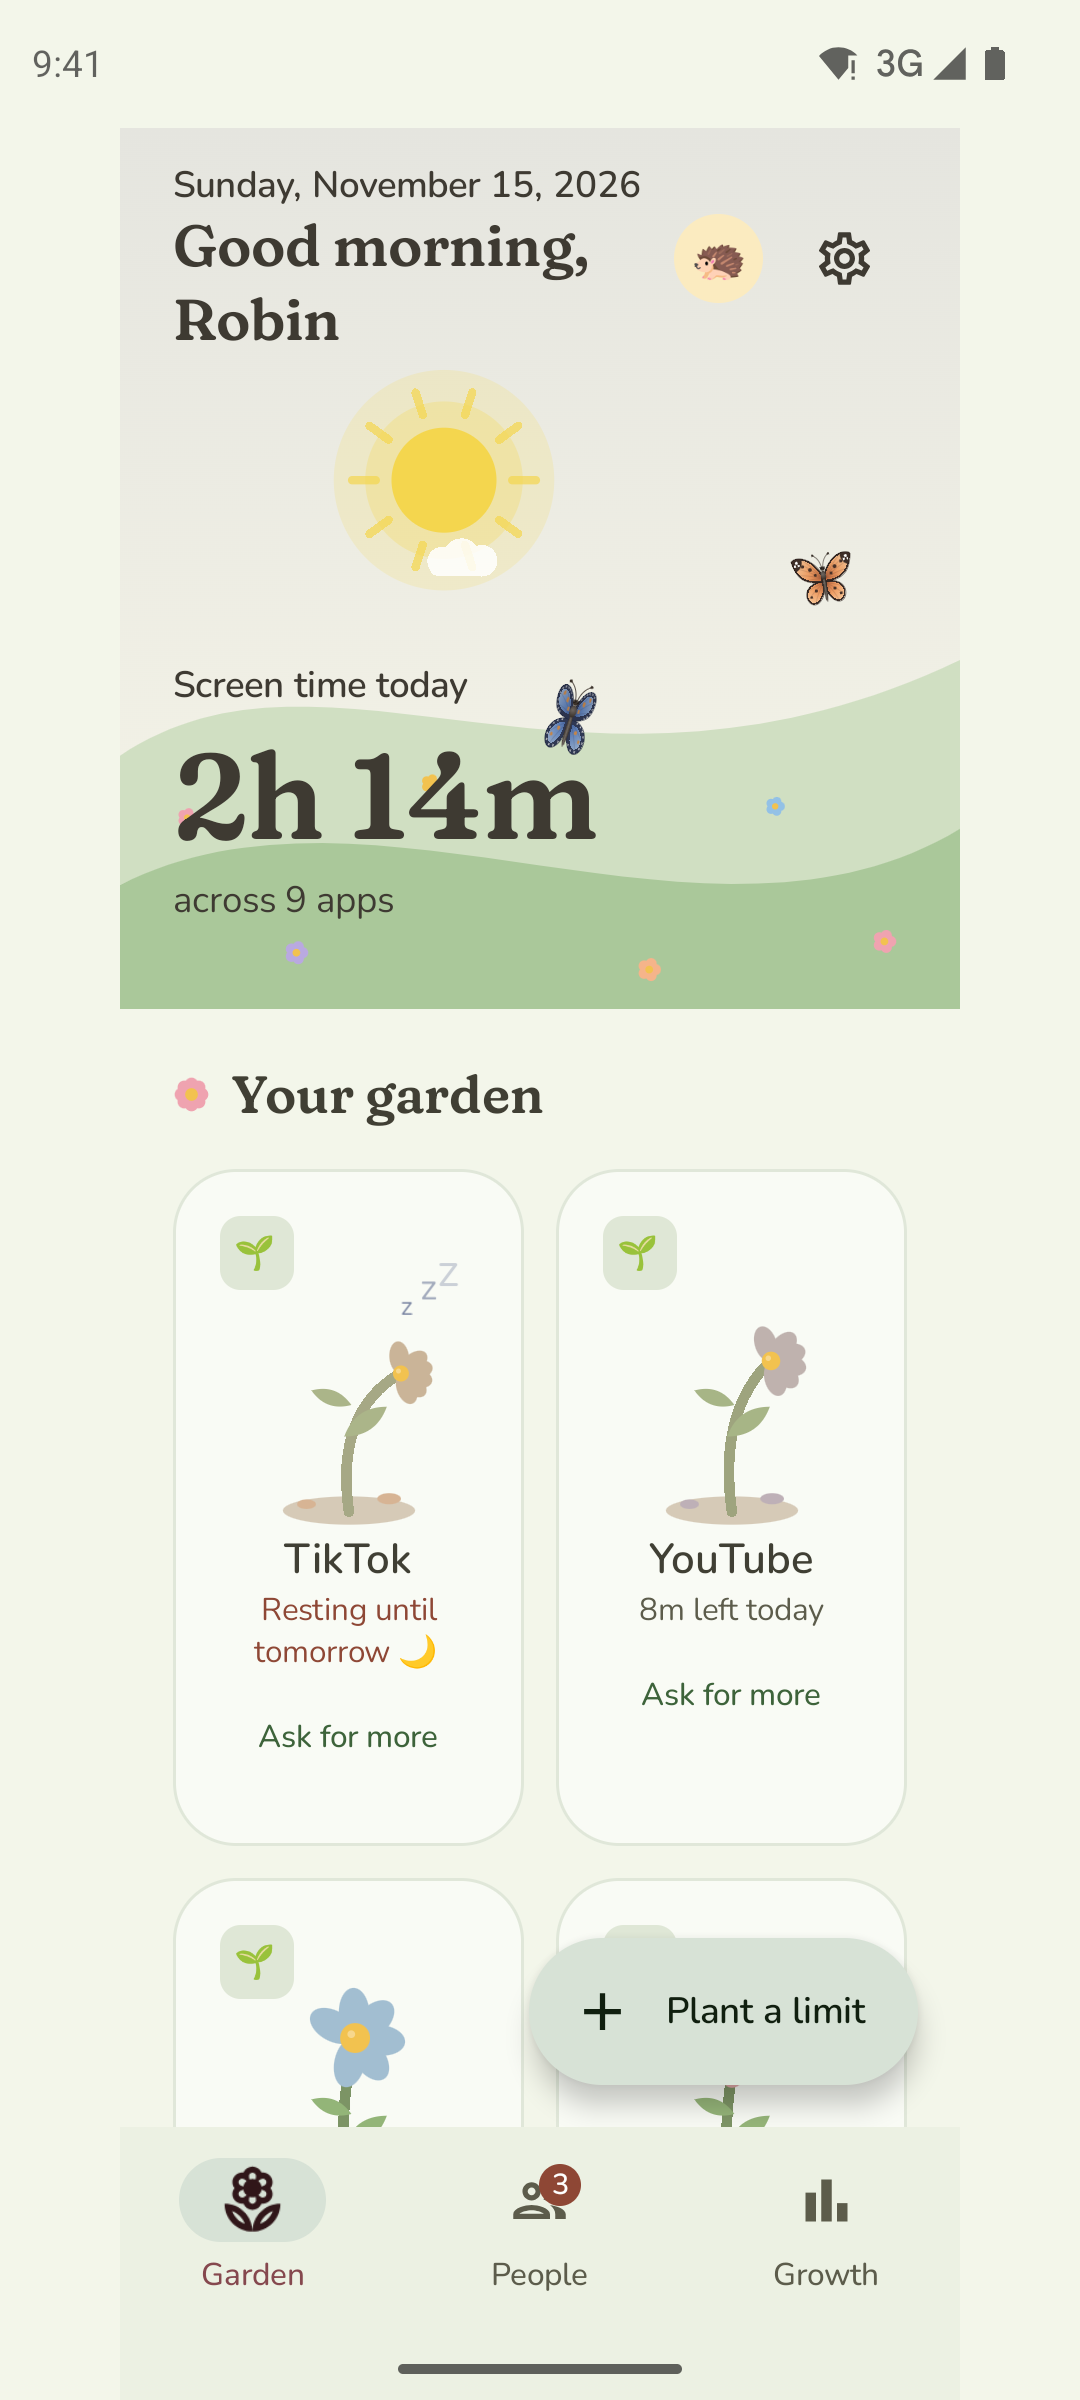 9:41
3G
Sunday, November 15, 2026
Good morning,
Robin
Screen time today
2h 14m
across 9 apps
Your garden
z z Z
TikTok
Resting until
tomorrow 🌙
Ask for more
YouTube
8m left today
Ask for more
+ Plant a limit
Garden
3
People
Growth